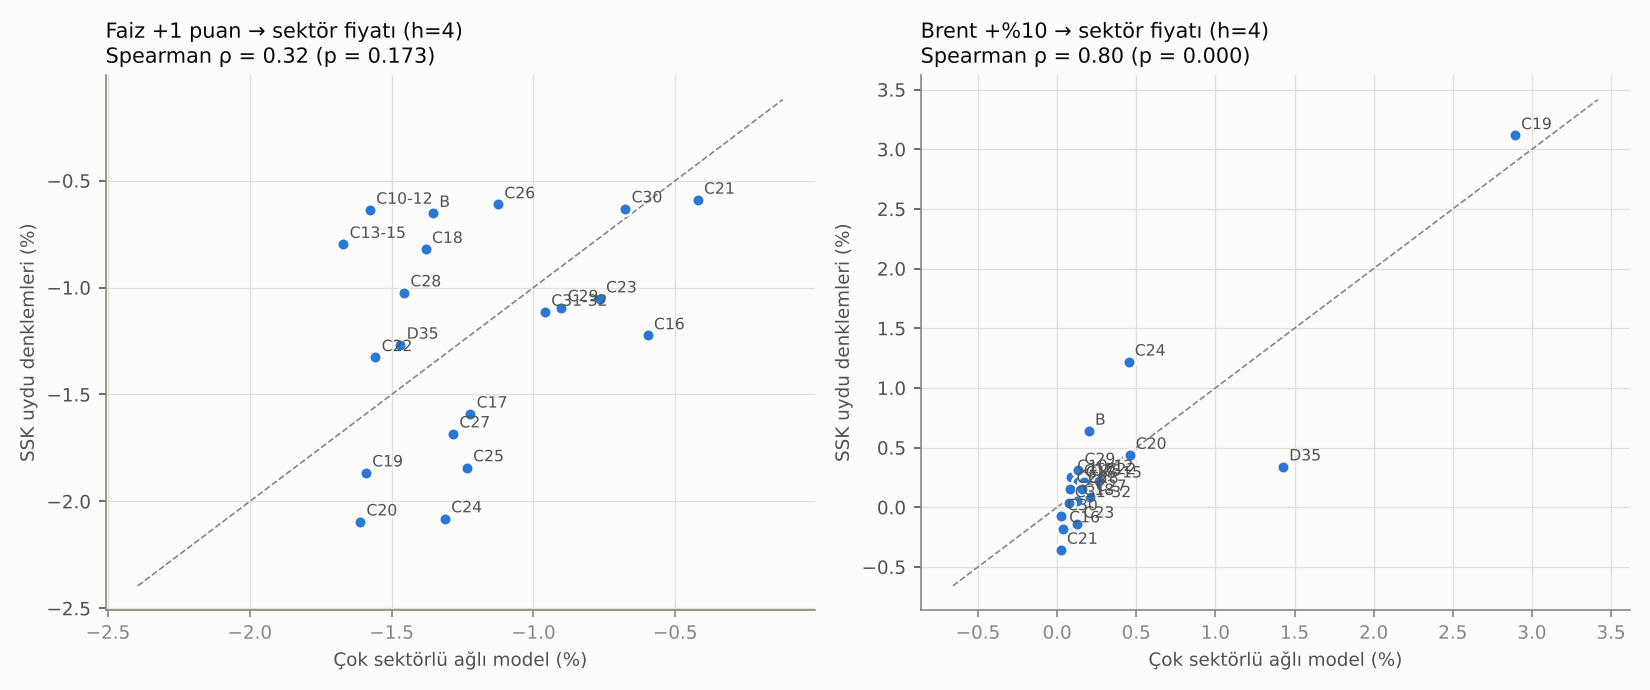 Faiz +1 puan → sektör fiyatı (h=4)
Spearman ρ = 0.32 (p = 0.173)
SSK uydu denklemleri (%)
−0.5
−1.0
−1.5
−2.0
−2.5
C10-12
B
C26
C30
C21
C13-15
C18
C28
C31-32
C29
C23
C16
D35
C22
C17
C27
C25
C19
C20
C24
−2.5
−2.0
−1.5
−1.0
−0.5
Çok sektörlü ağlı model (%)
Brent +%10 → sektör fiyatı (h=4)
Spearman ρ = 0.80 (p = 0.000)
SSK uydu denklemleri (%)
3.5
3.0
2.5
2.0
1.5
1.0
0.5
0.0
−0.5
C19
C24
B
C20
D35
C29
C30
C23
C16
C21
−0.5
0.0
0.5
1.0
1.5
2.0
2.5
3.0
3.5
Çok sektörlü ağlı model (%)